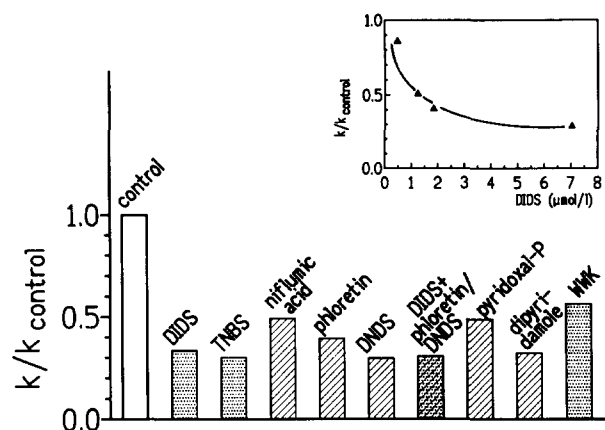 k/k control
1.0
0.5
0.0
0 1 2 3 4 5 6 7 8
DIDS (μmol/l)
k/k control
1.0
0.5
0.0
control
DIDS
TNBS
niflumic
acid
phloretin
DNDS
DIDS+
phloretin/
DNDS
pyridoxal-P
dipyri-
damole
WWK